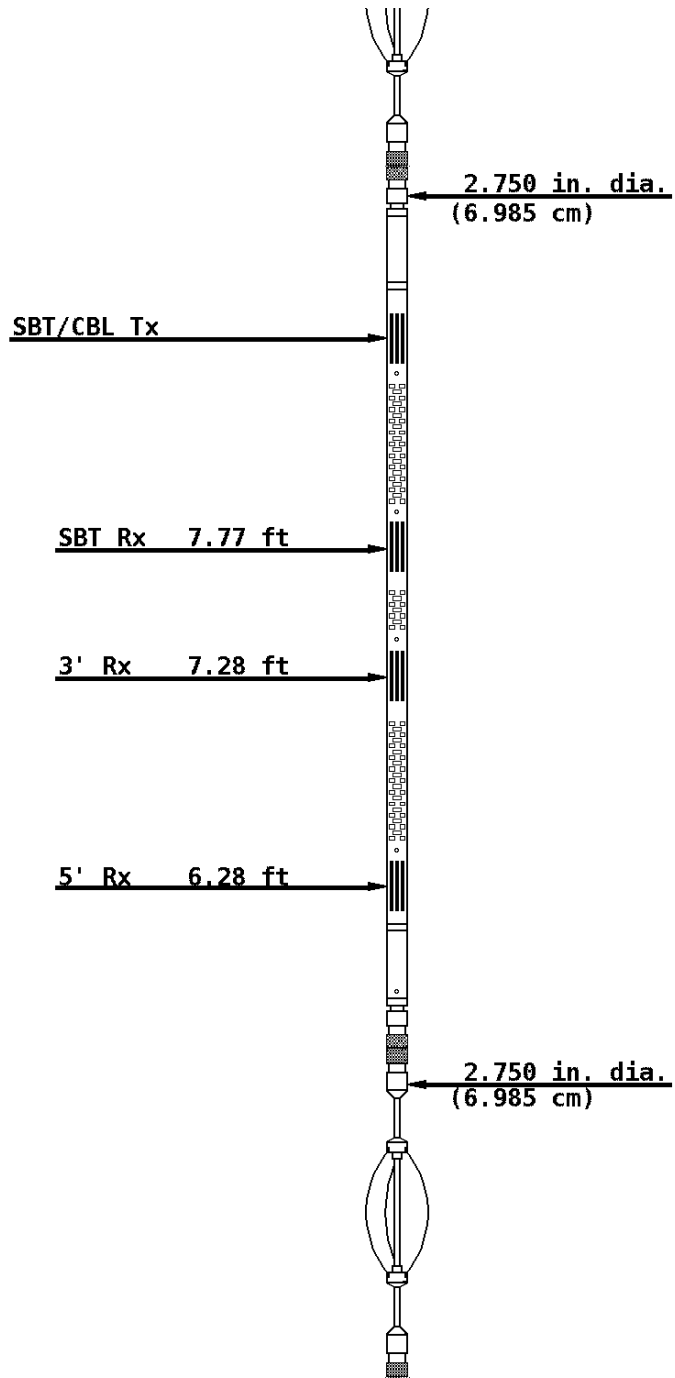 2.750 in. dia.
(6.985 cm)
SBT/CBL Tx
SBT Rx 7.77 ft
3' Rx 7.28 ft
5' Rx 6.28 ft
2.750 in. dia.
(6.985 cm)